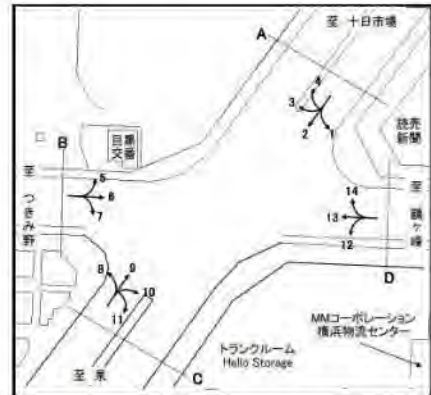 至 十日市場
A
4
3
2
1
読売
新聞
目黒
交番
B
至
つきみ野
5
6
7
14
13
12
至
鶴ヶ峰
8
9
10
11
D
MMコーポレーション
横浜物流センター
トランクルーム
Hello Storage
至 泉
C